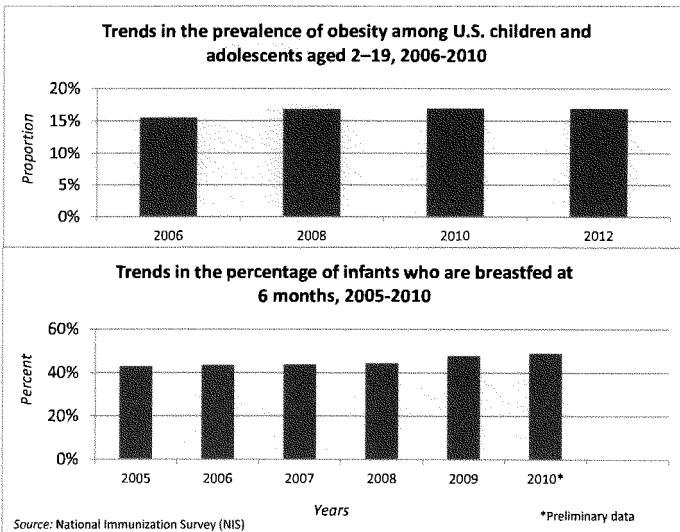 Trends in the prevalence of obesity among U.S. children and
adolescents aged 2–19, 2006-2010
20%
15%
10%
5%
0%
Proportion
2006 2008 2010 2012
Trends in the percentage of infants who are breastfed at
6 months, 2005-2010
60%
40%
20%
0%
Percent
2005 2006 2007 2008 2009 2010*
Years
*Preliminary data
Source: National Immunization Survey (NIS)